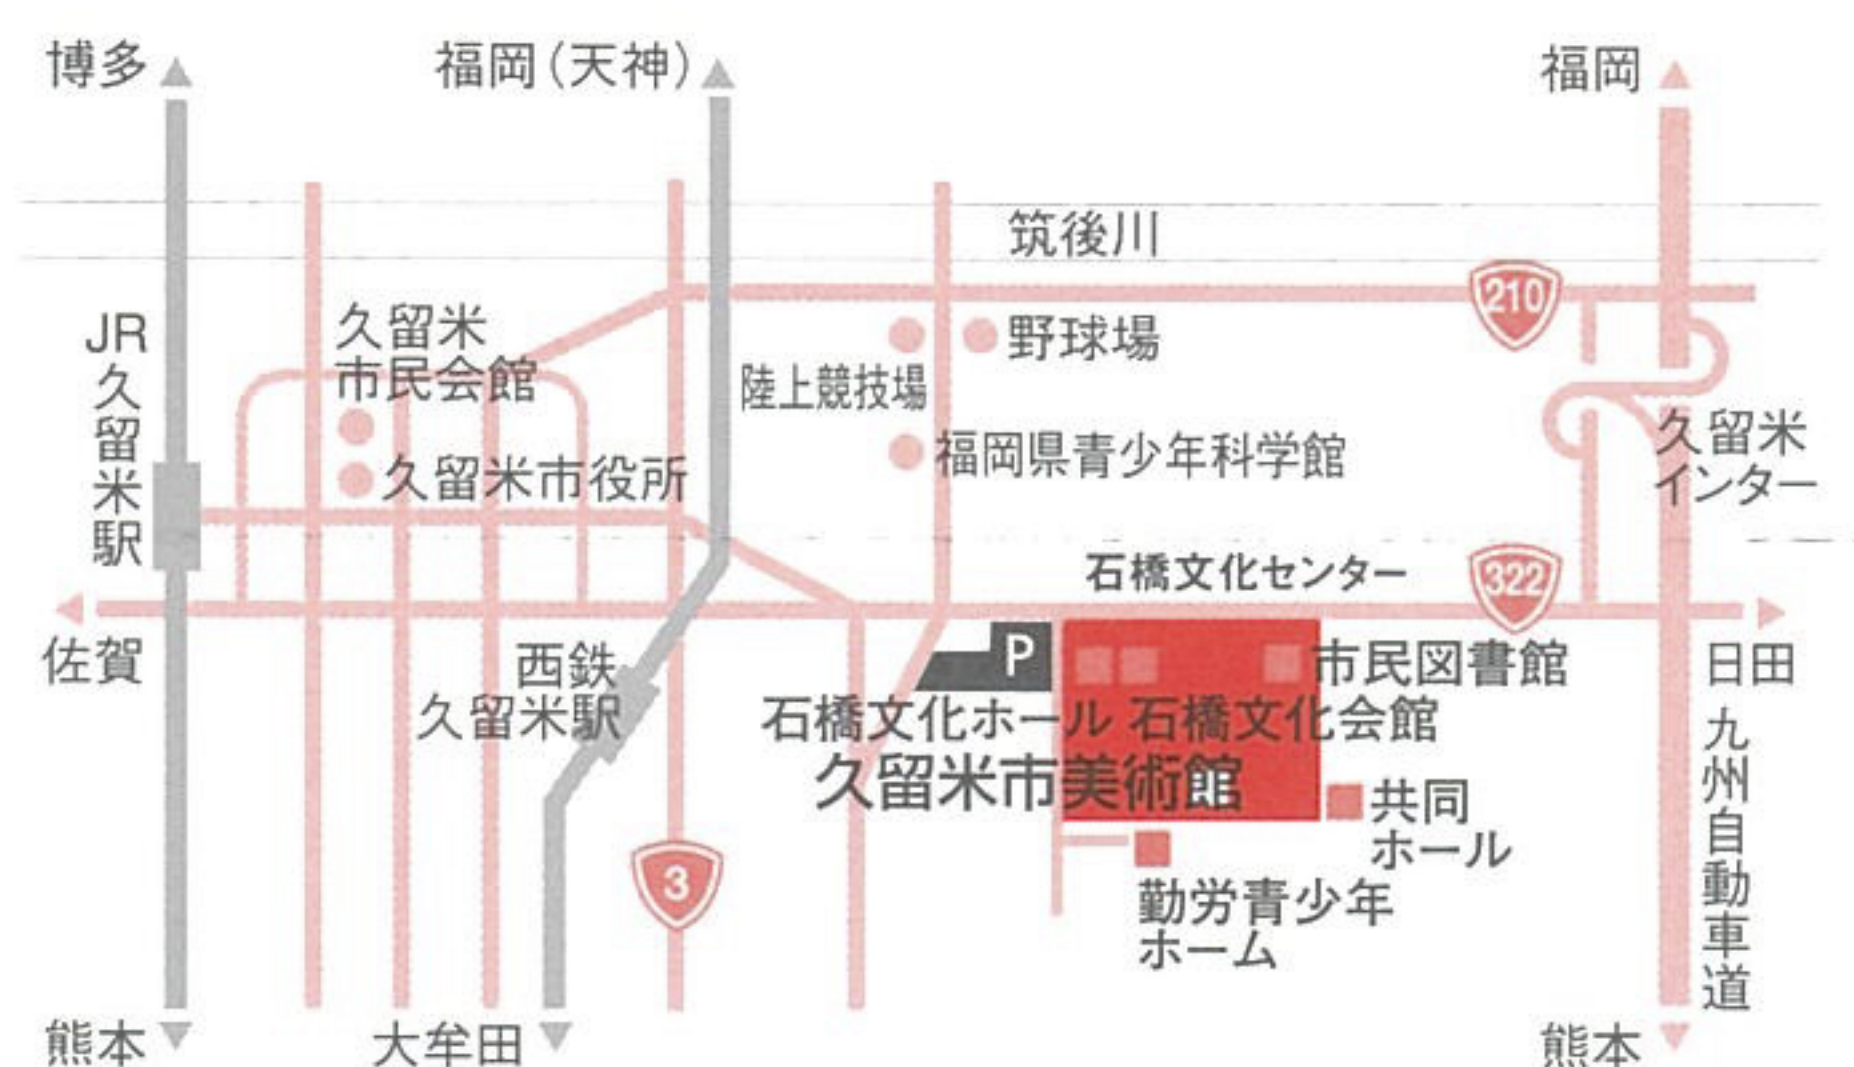 博多
福岡（天神）
福岡
筑後川
210
JR
久留米駅
久留米
市民会館
野球場
陸上競技場
久留米
インター
福岡県青少年科学館
久留米市役所
石橋文化センター
322
佐賀
西鉄
久留米駅
P
市民図書館
日田
石橋文化ホール 石橋文化会館
久留米市美術館
九州自動車道
共同
ホール
3
勤労青少年
ホーム
熊本
大牟田
熊本